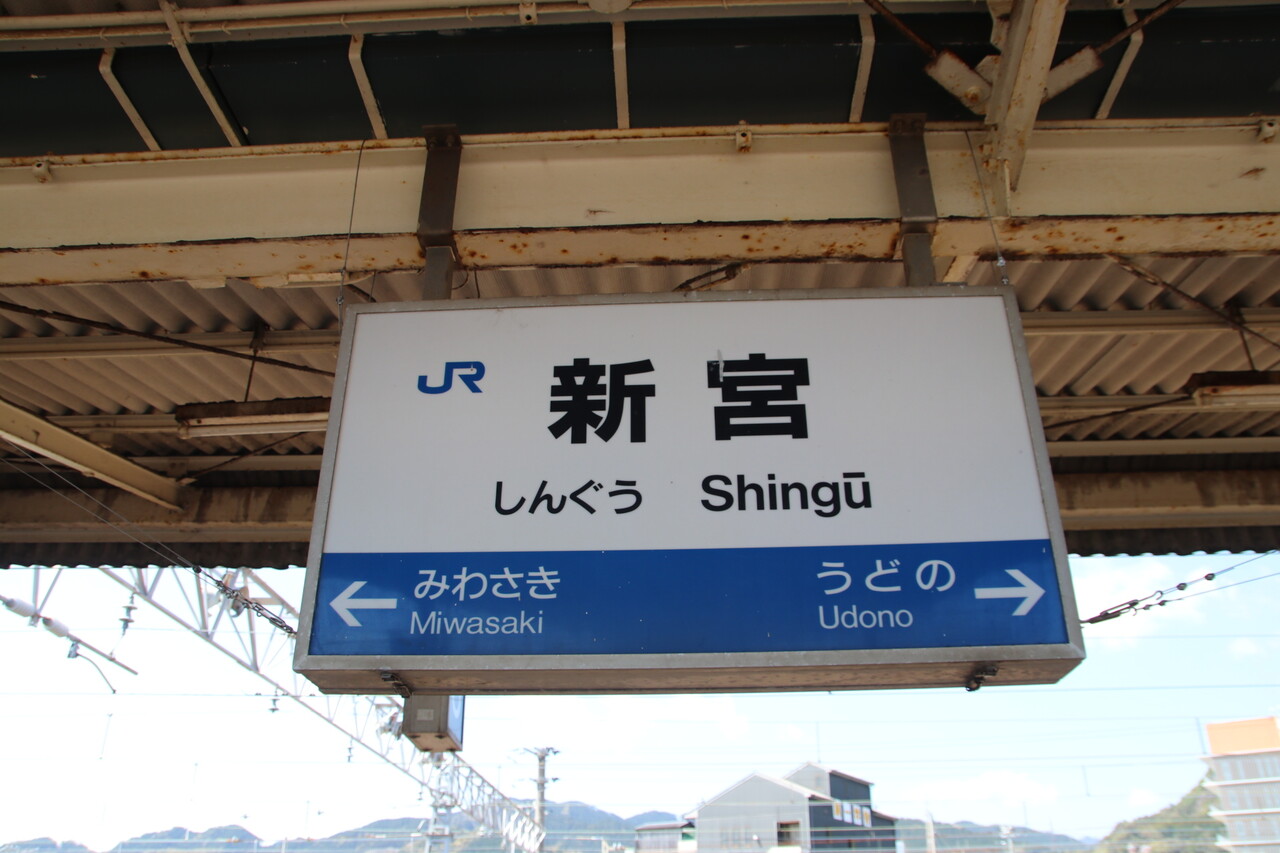 JR 新宮
しんぐう Shingū
← みわさき うどの →
Miwasaki Udono